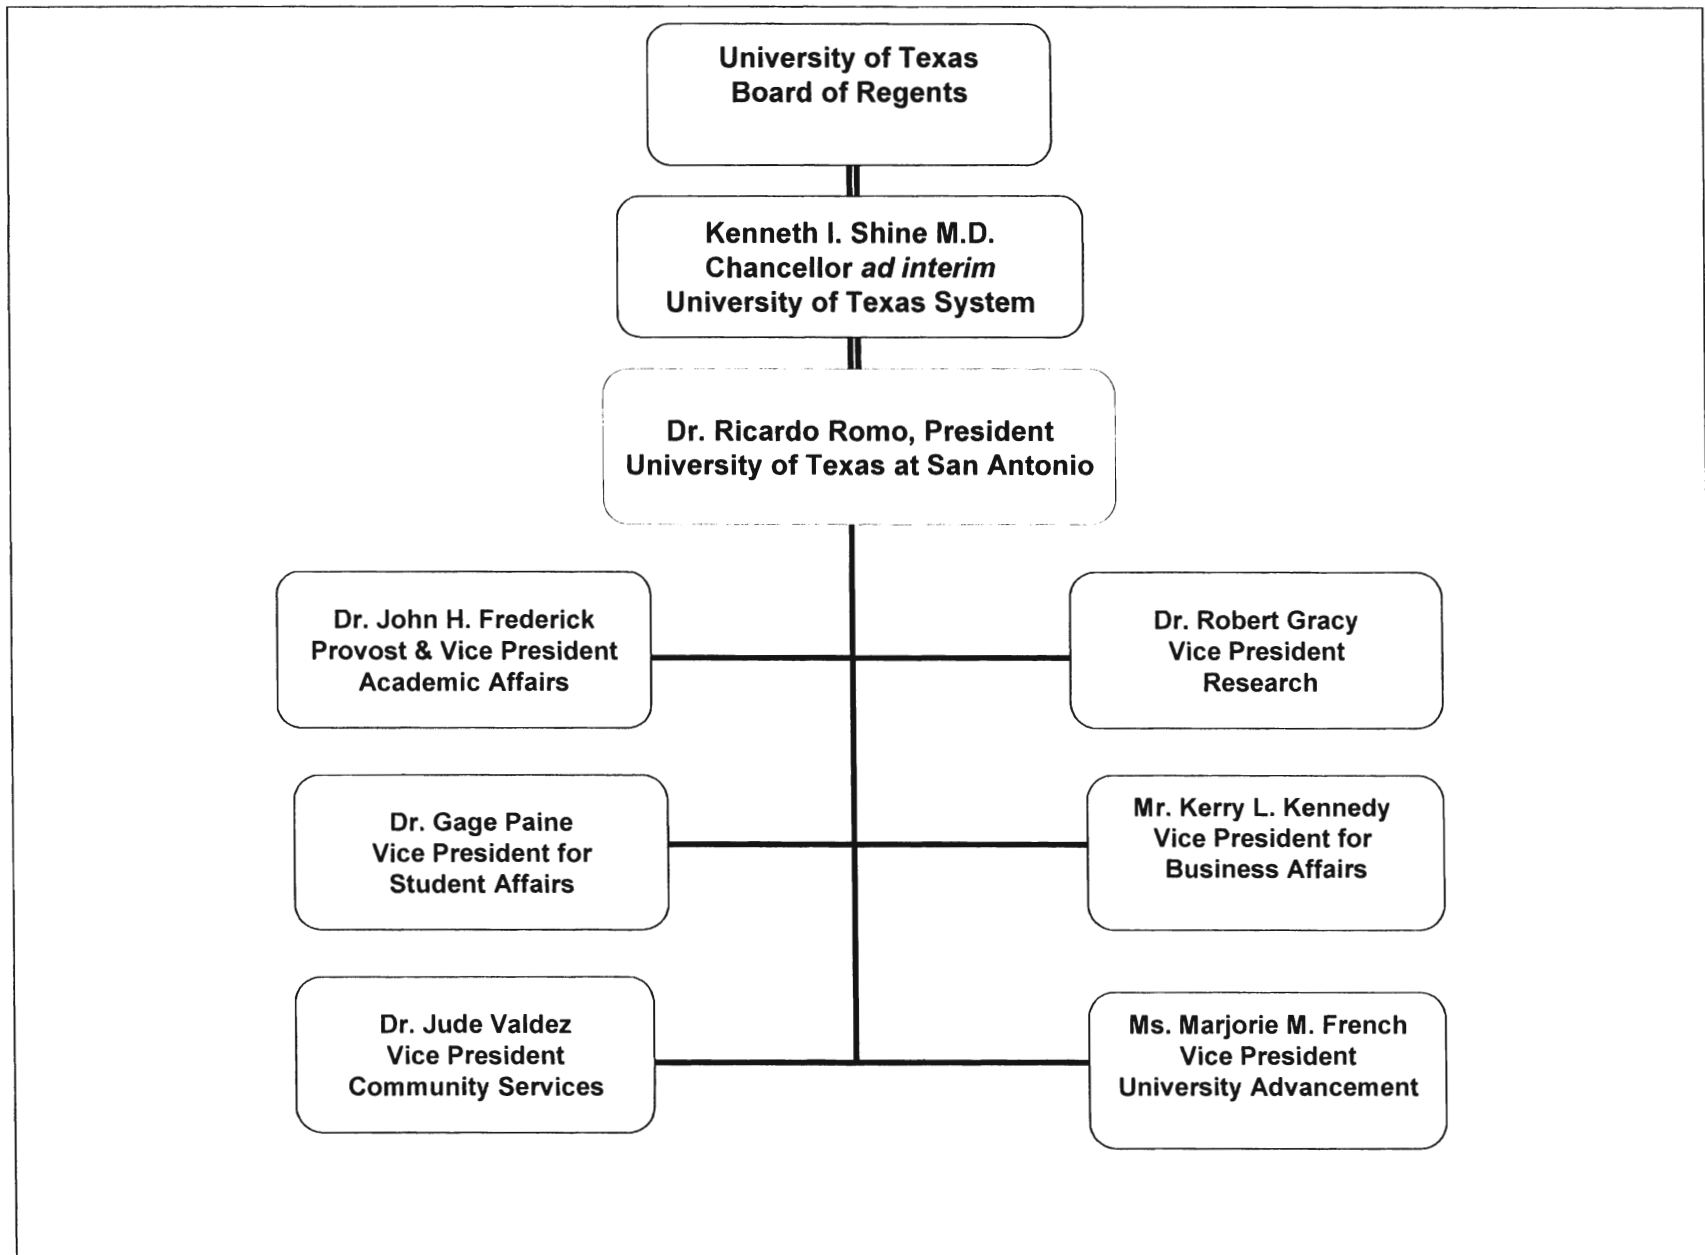 University of Texas
Board of Regents
Kenneth I. Shine M.D.
Chancellor ad interim
University of Texas System
Dr. Ricardo Romo, President
University of Texas at San Antonio
Dr. John H. Frederick
Provost & Vice President
Academic Affairs
Dr. Robert Gracy
Vice President
Research
Dr. Gage Paine
Vice President for
Student Affairs
Mr. Kerry L. Kennedy
Vice President for
Business Affairs
Dr. Jude Valdez
Vice President
Community Services
Ms. Marjorie M. French
Vice President
University Advancement